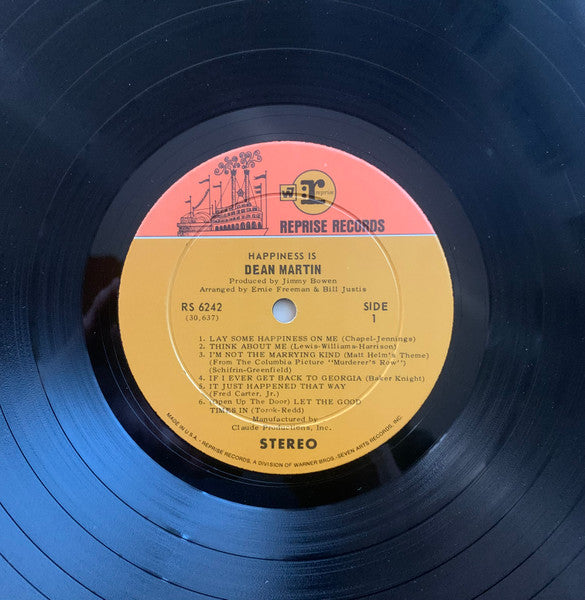 W7
r:
reprise
REPRISE RECORDS
HAPPINESS IS
DEAN MARTIN
Produced by Jimmy Bowen
Arranged by Ernie Freeman & Bill Justis
RS 6242
(30,637)
SIDE
1
1. LAY SOME HAPPINESS ON ME (Chapel-Jennings)
2. THINK ABOUT ME (Lewis-Williams-Harrison)
3. I'M NOT THE MARRYING KIND (Matt Helm's Theme)
(From The Columbia Picture "Murderer's Row")
(Schifrin-Greenfield)
4. IF I EVER GET BACK TO GEORGIA (Baker Knight)
5. IT JUST HAPPENED THAT WAY
(Fred Carter, Jr.)
6. (Open Up The Door) LET THE GOOD
TIMES IN (Torok-Redd)
Manufactured by
Claude Productions, Inc.
STEREO
MADE IN U.S.A. - REPRISE RECORDS, A DIVISION OF WARNER BROS.-SEVEN ARTS RECORDS, INC.